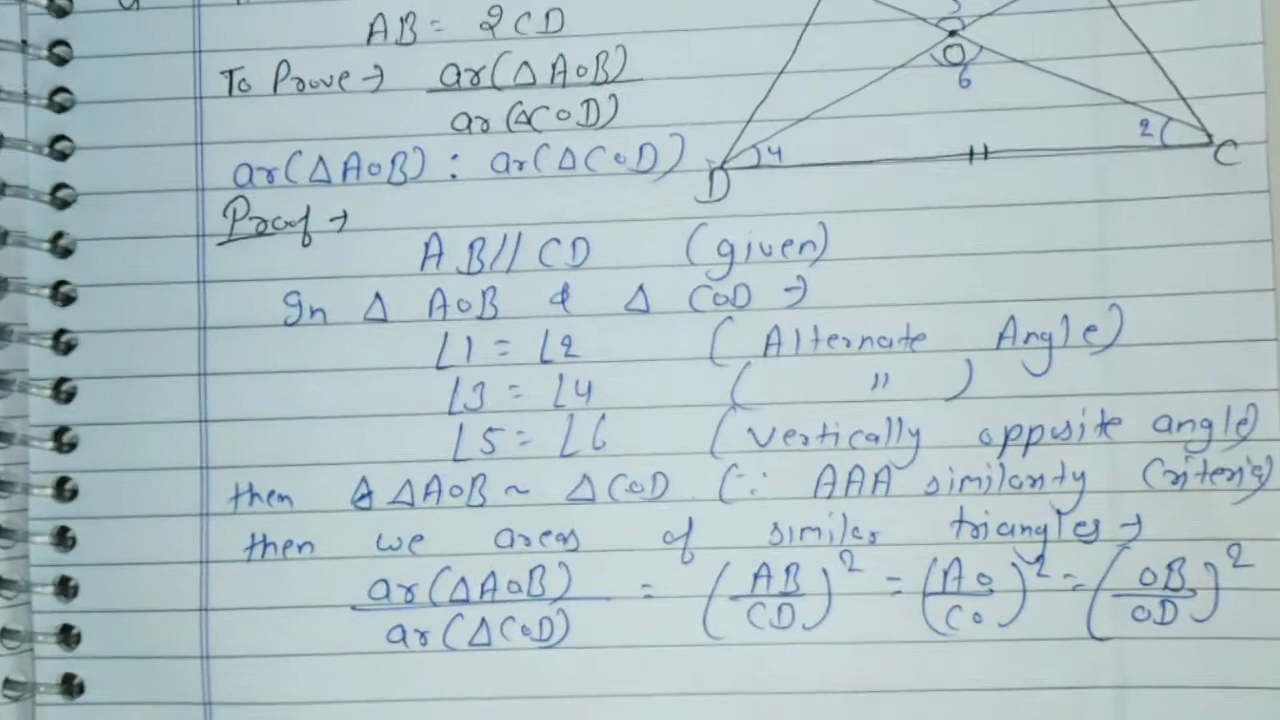 AB = 2CD
To Prove → ar(ΔAOB)
ar(ΔCOD)
ar(ΔAOB) : ar(ΔCOD)
O
6
2
4
D
C
Proof →
AB // CD (given)
In Δ AOB & Δ COD →
∠1 = ∠2 (Alternate Angle)
∠3 = ∠4 ( " )
∠5 = ∠6 (Vertically opposite angle)
then ΔAOB ~ ΔCOD (∵ AAA similarity criteria)
then we areas of similar triangles →
ar(ΔAOB) / ar(ΔCOD) = (AB/CD)² = (AO/CO)² = (OB/OD)²